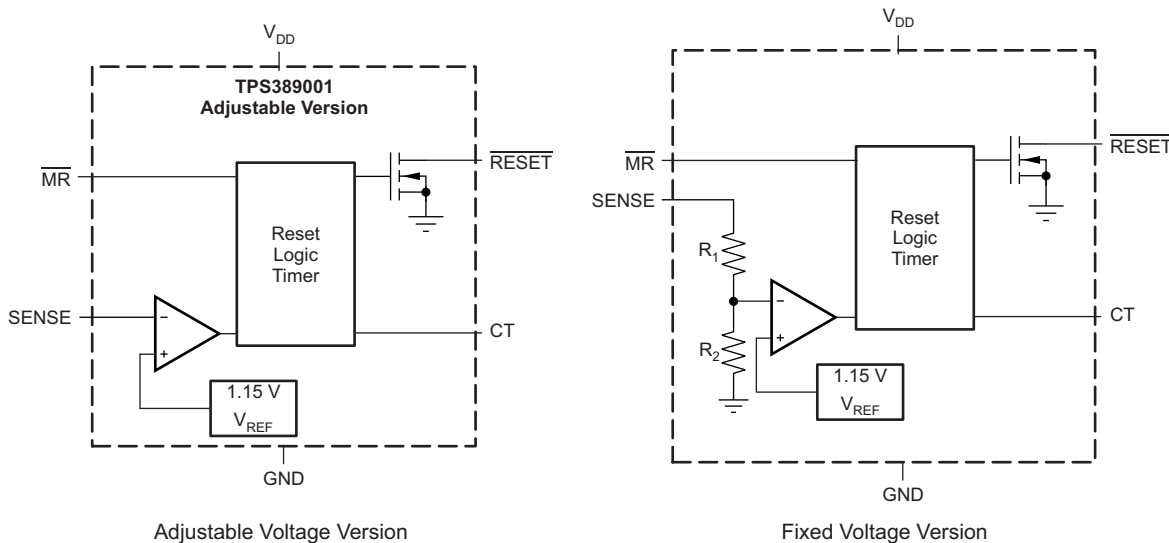 V_DD
TPS389001
Adjustable Version
MR
RESET
Reset
Logic
Timer
SENSE
−
+
CT
1.15 V
V_REF
GND
Adjustable Voltage Version
V_DD
MR
RESET
SENSE
Reset
Logic
Timer
R_1
−
+
R_2
CT
1.15 V
V_REF
GND
Fixed Voltage Version